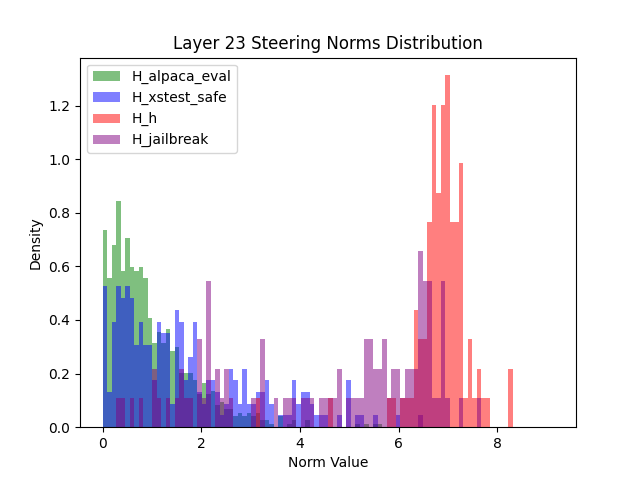 Layer 23 Steering Norms Distribution
H_alpaca_eval
H_xstest_safe
H_h
H_jailbreak
Density
1.2
1.0
0.8
0.6
0.4
0.2
0.0
0 2 4 6 8
Norm Value